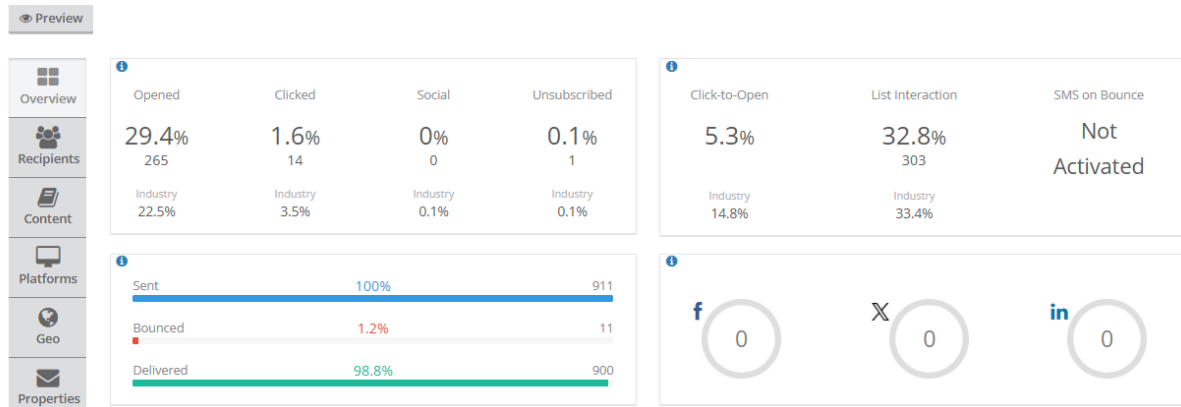 Preview
Overview
Recipients
Content
Platforms
Geo
Properties
Opened Clicked Social Unsubscribed
29.4% 1.6% 0% 0.1%
265 14 0 1
Industry Industry Industry Industry
22.5% 3.5% 0.1% 0.1%
Click-to-Open List Interaction SMS on Bounce
5.3% 32.8% Not
303 Activated
Industry Industry
14.8% 33.4%
Sent 100% 911
Bounced 1.2% 11
Delivered 98.8% 900
f X in
0 0 0